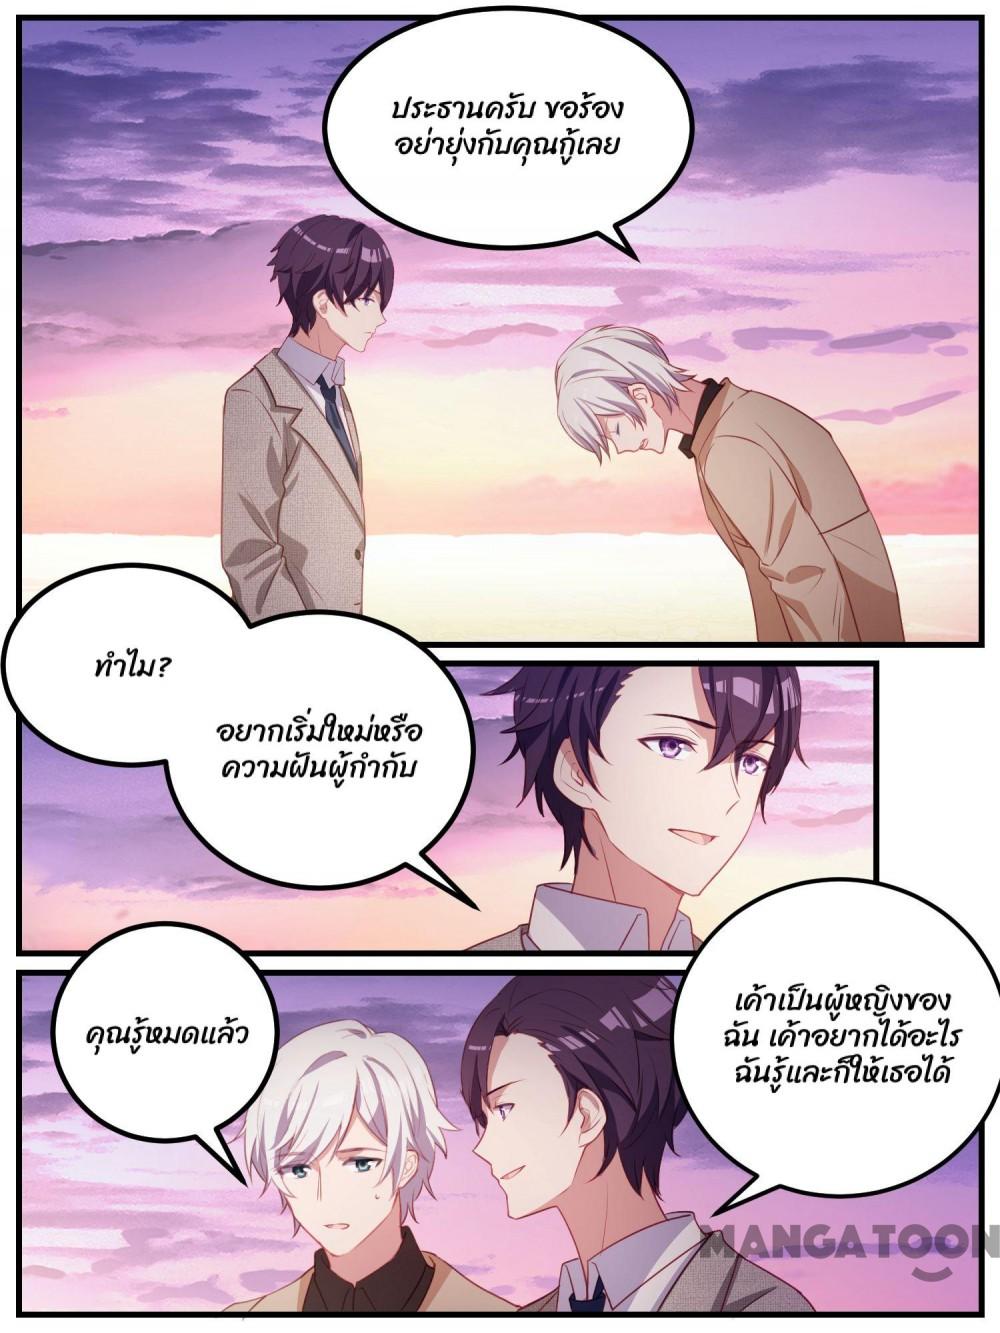 ประธานครับ ขอร้อง
อย่ายุ่งกับคุณกู้เลย
ทำไม?
อยากเริ่มใหม่หรือ
ความฝันผู้กำกับ
คุณรู้หมดแล้ว
เค้าเป็นผู้หญิงของ
ฉัน เค้าอยากได้อะไร
ฉันรู้และก็ให้เธอได้
MANGATOON